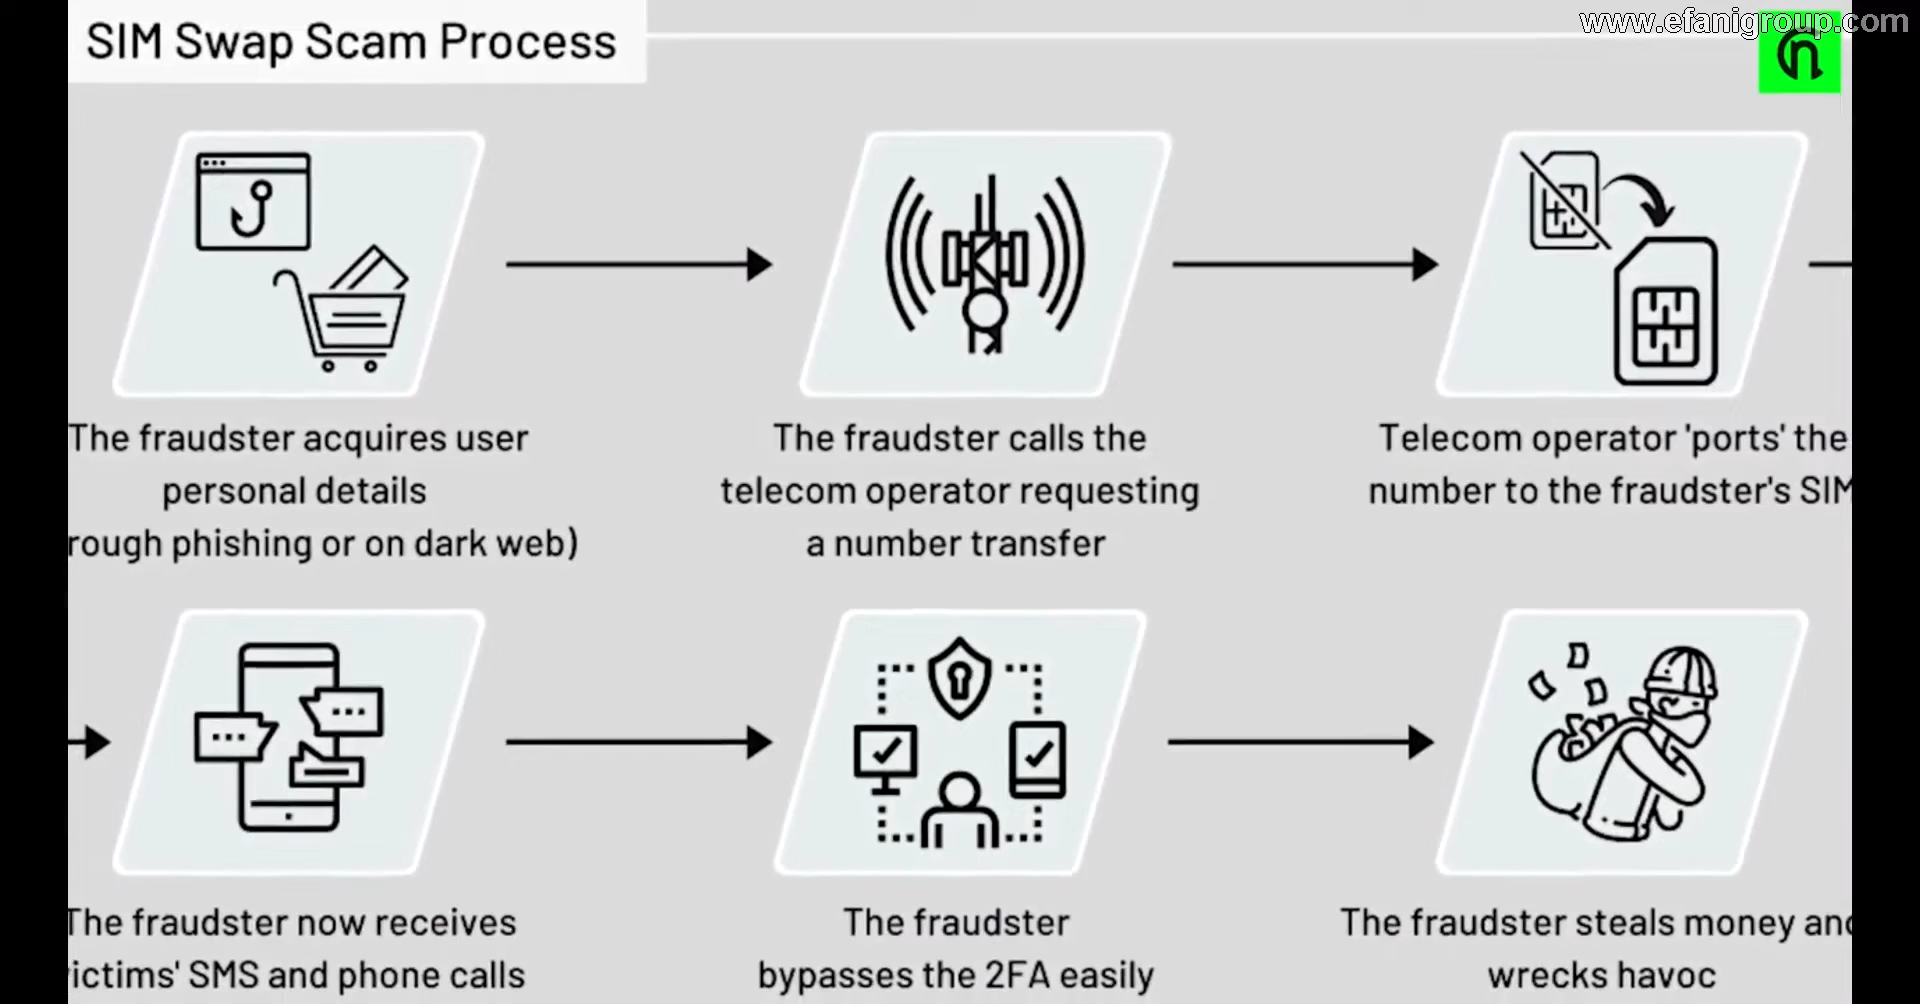 SIM Swap Scam Process
www.efanigroup.com
The fraudster acquires user
personal details
rough phishing or on dark web)
The fraudster calls the
telecom operator requesting
a number transfer
Telecom operator 'ports' the
number to the fraudster's SIM
The fraudster now receives
ictims' SMS and phone calls
The fraudster
bypasses the 2FA easily
The fraudster steals money and
wrecks havoc